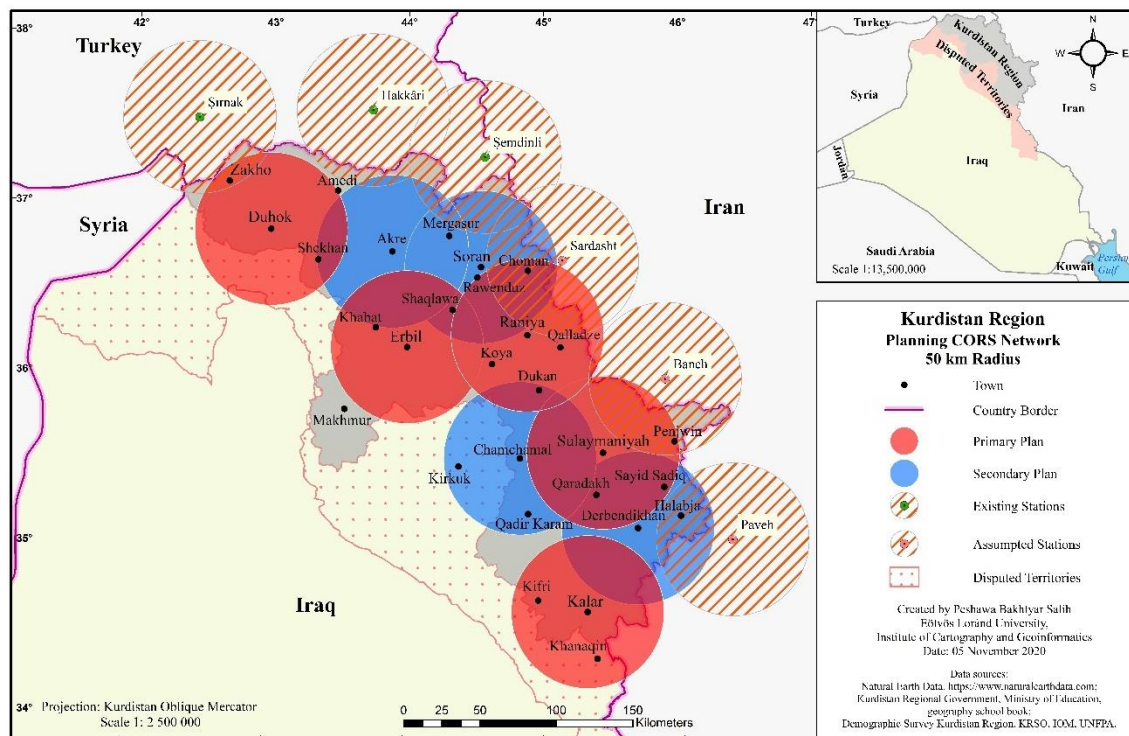 42°
43°
44°
45°
46°
38°
37°
36°
35°
34°
Turkey
Syria
Iran
Iraq
Şırnak
Hakkâri
Şemdinli
Zakho
Amedi
Duhok
Shekhan
Akre
Mergasur
Soran
Choman
Rawenduz
Sardasht
Shaqlawa
Khabat
Erbil
Raniya
Qalladze
Koya
Dukan
Baneh
Makhmur
Penjwin
Sulaymaniyah
Chamchamal
Kirkuk
Sayid Sadiq
Qaradakh
Halabja
Derbendikhan
Qadir Karam
Paveh
Kifri
Kalar
Khanaqin
Projection: Kurdistan Oblique Mercator
Scale 1: 2 500 000
0 25 50 100 150
Kilometers
Turkey
Kurdistan Region
Disputed Territories
Syria
Iran
Iraq
Jordan
Saudi Arabia
Kuwait
Persian
Gulf
Scale 1:13,500,000
N
W
E
S
Kurdistan Region
Planning CORS Network
50 km Radius
Town
Country Border
Primary Plan
Secondary Plan
Existing Stations
Assumpted Stations
Disputed Territories
Created by Peshawa Bakhtyar Salih
Eötvös Loránd University,
Institute of Cartography and Geoinformatics
Date: 05 November 2020
Data sources:
Natural Earth Data. https://www.naturalearthdata.com;
Kurdistan Regional Government, Ministry of Education,
geography school book;
Demographic Survey Kurdistan Region. KRSO. IOM. UNFPA.